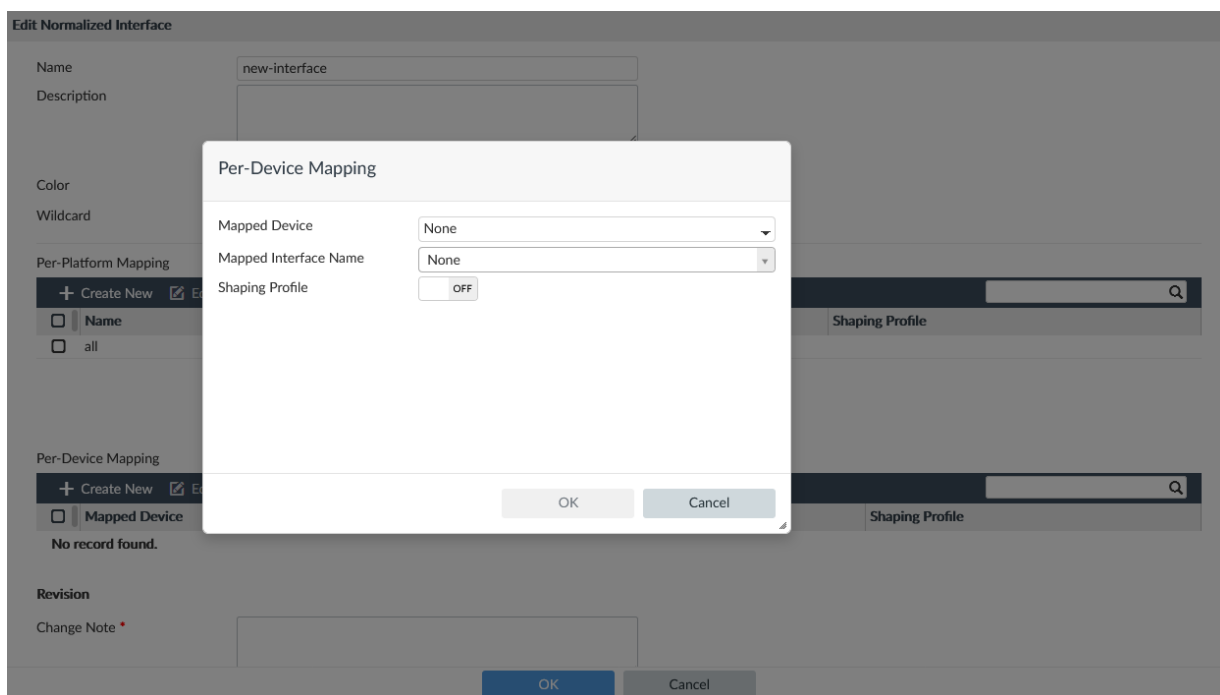 Edit Normalized Interface
Name
new-interface
Description
Per-Device Mapping
Color
Wildcard
Mapped Device
None
Mapped Interface Name
None
Shaping Profile
OFF
Per-Platform Mapping
Create New
Name
Shaping Profile
all
Per-Device Mapping
Create New
OK
Cancel
Mapped Device
Shaping Profile
No record found.
Revision
Change Note *
OK
Cancel